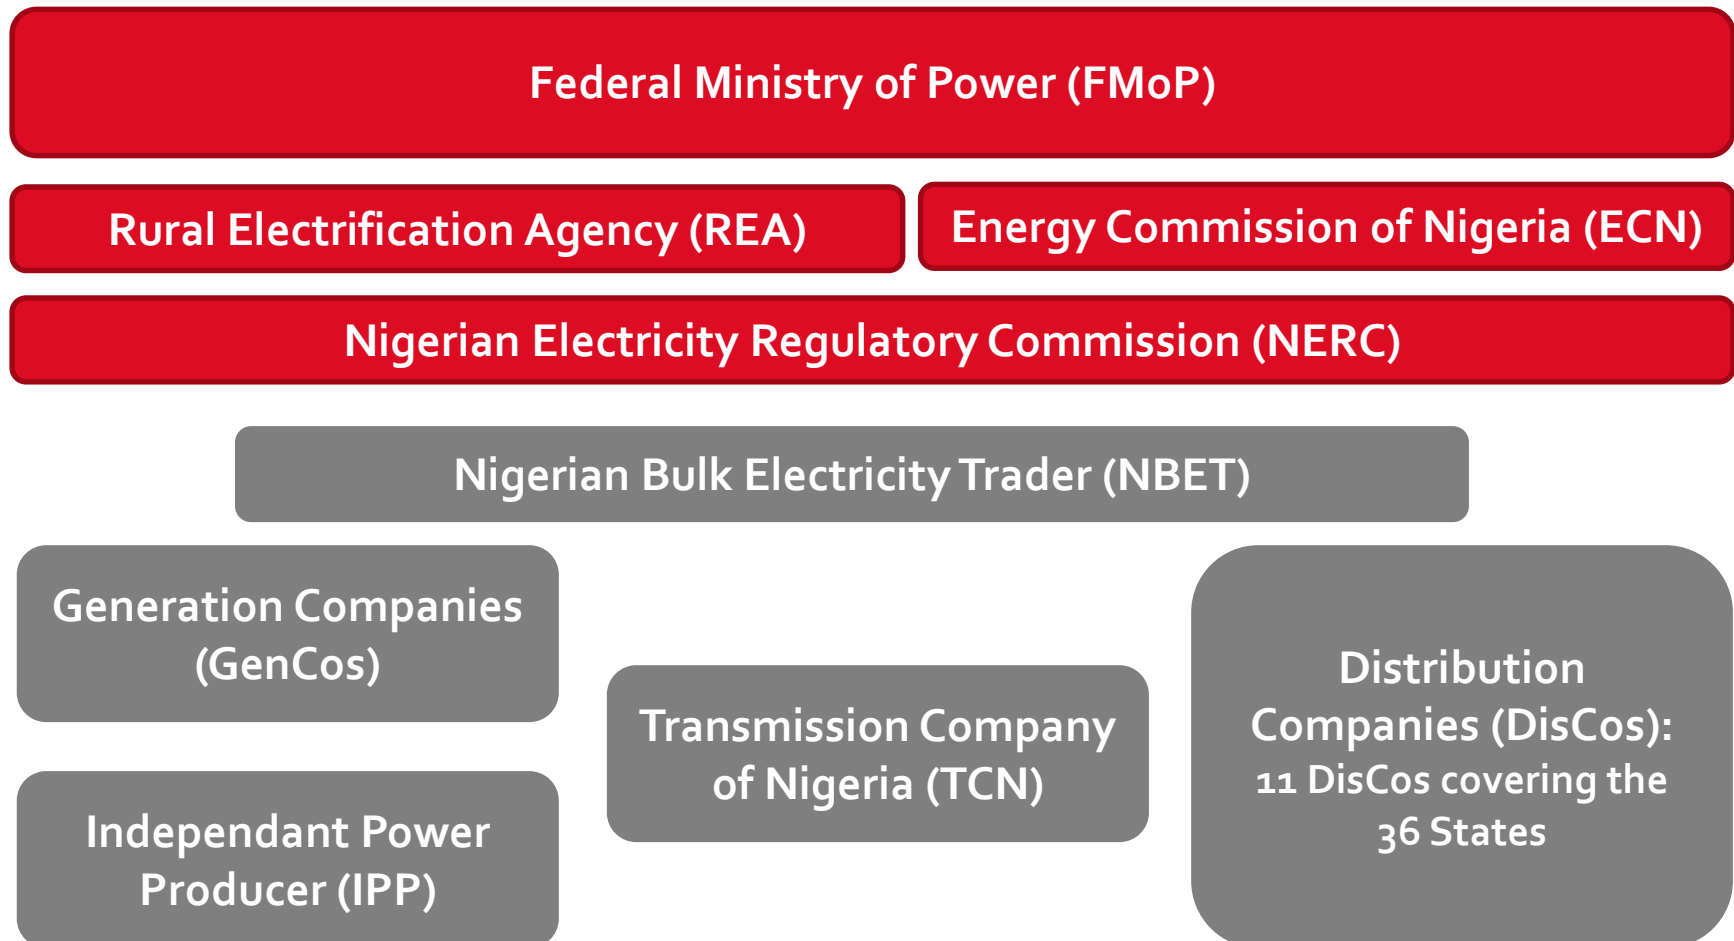 Federal Ministry of Power (FMoP)
Rural Electrification Agency (REA)
Energy Commission of Nigeria (ECN)
Nigerian Electricity Regulatory Commission (NERC)
Nigerian Bulk Electricity Trader (NBET)
Generation Companies
(GenCos)
Independant Power
Producer (IPP)
Transmission Company
of Nigeria (TCN)
Distribution
Companies (DisCos):
11 DisCos covering the
36 States